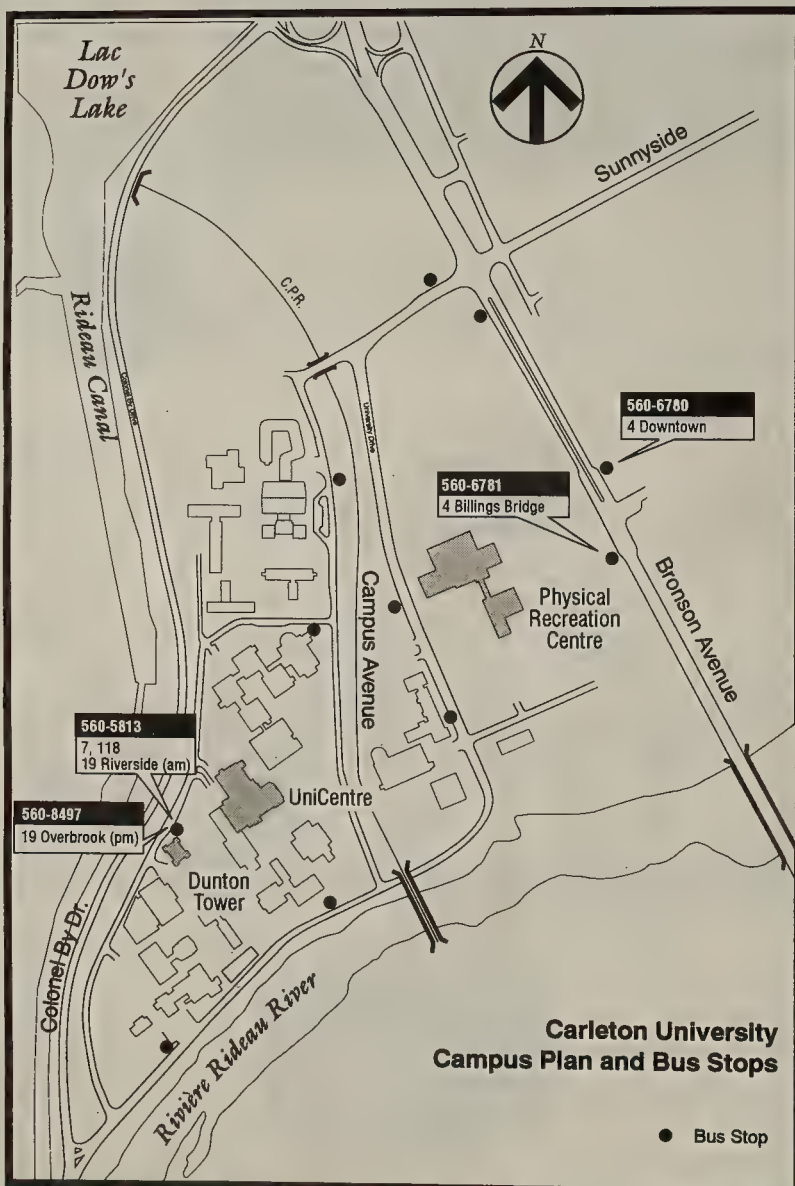 Lac
Dow's
Lake
N
Sunnyside
C.P.R.
Rideau Canal
Colonel By Drive
University Drive
560-6780
4 Downtown
560-6781
4 Billings Bridge
Physical
Recreation
Centre
Bronson Avenue
Campus Avenue
560-5813
7, 118
19 Riverside (am)
560-8497
19 Overbrook (pm)
UniCentre
Dunton
Tower
Colonel By Dr.
Rivière Rideau River
Carleton University
Campus Plan and Bus Stops
Bus Stop